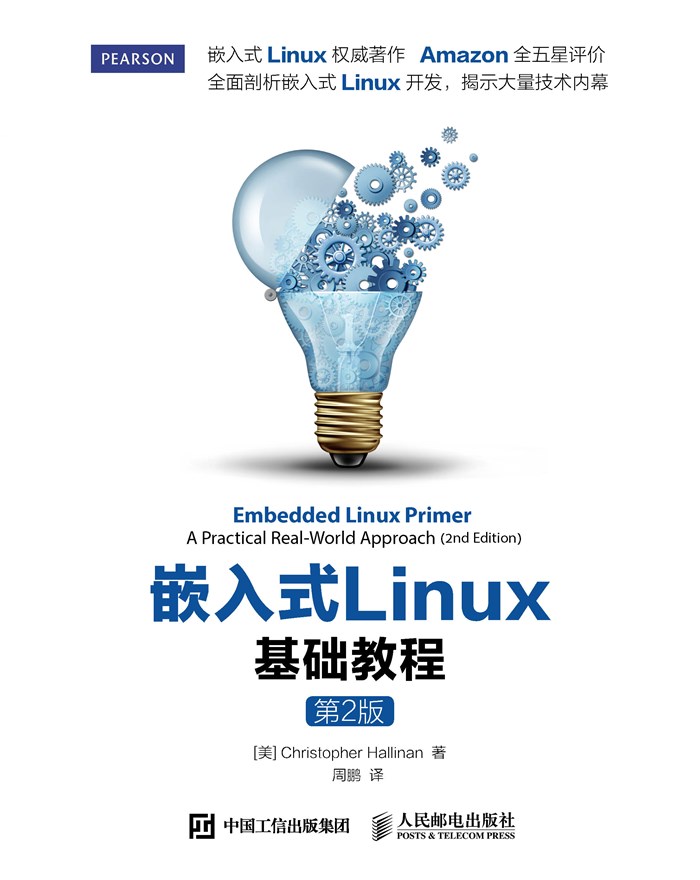 PEARSON
嵌入式 Linux 权威著作 Amazon 全五星评价
全面剖析嵌入式 Linux 开发，揭示大量技术内幕
Embedded Linux Primer
A Practical Real-World Approach (2nd Edition)
嵌入式Linux
基础教程
第2版
[美] Christopher Hallinan 著
周鹏 译
中国工信出版集团
人民邮电出版社
POSTS & TELECOM PRESS